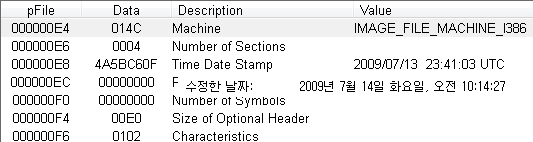 pFile Data Description Value
000000E4 014C Machine IMAGE_FILE_MACHINE_I386
000000E6 0004 Number of Sections
000000E8 4A5BC60F Time Date Stamp 2009/07/13 23:41:03 UTC
000000EC 00000000 P
수정한 날짜: 2009년 7월 14일 화요일, 오전 10:14:27
000000F0 00000000 Number of Symbols
000000F4 00E0 Size of Optional Header
000000F6 0102 Characteristics